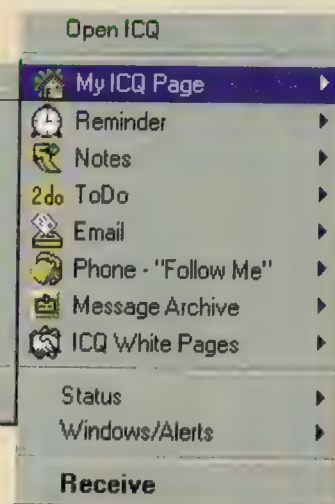 Open ICQ
My ICQ Page
Reminder
Notes
2do ToDo
Email
Phone - "Follow Me"
Message Archive
ICQ White Pages
Status
Windows/Alerts
Receive